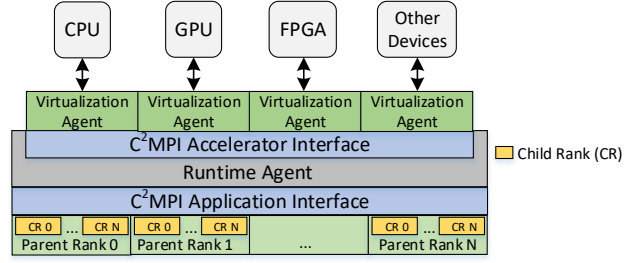 CPU
GPU
FPGA
Other
Devices
Virtualization
Agent
Virtualization
Agent
Virtualization
Agent
Virtualization
Agent
C²MPI Accelerator Interface
Runtime Agent
Child Rank (CR)
C²MPI Application Interface
CR 0 ... CR N
Parent Rank 0
CR 0 ... CR N
Parent Rank 1
...
CR 0 ... CR N
Parent Rank N